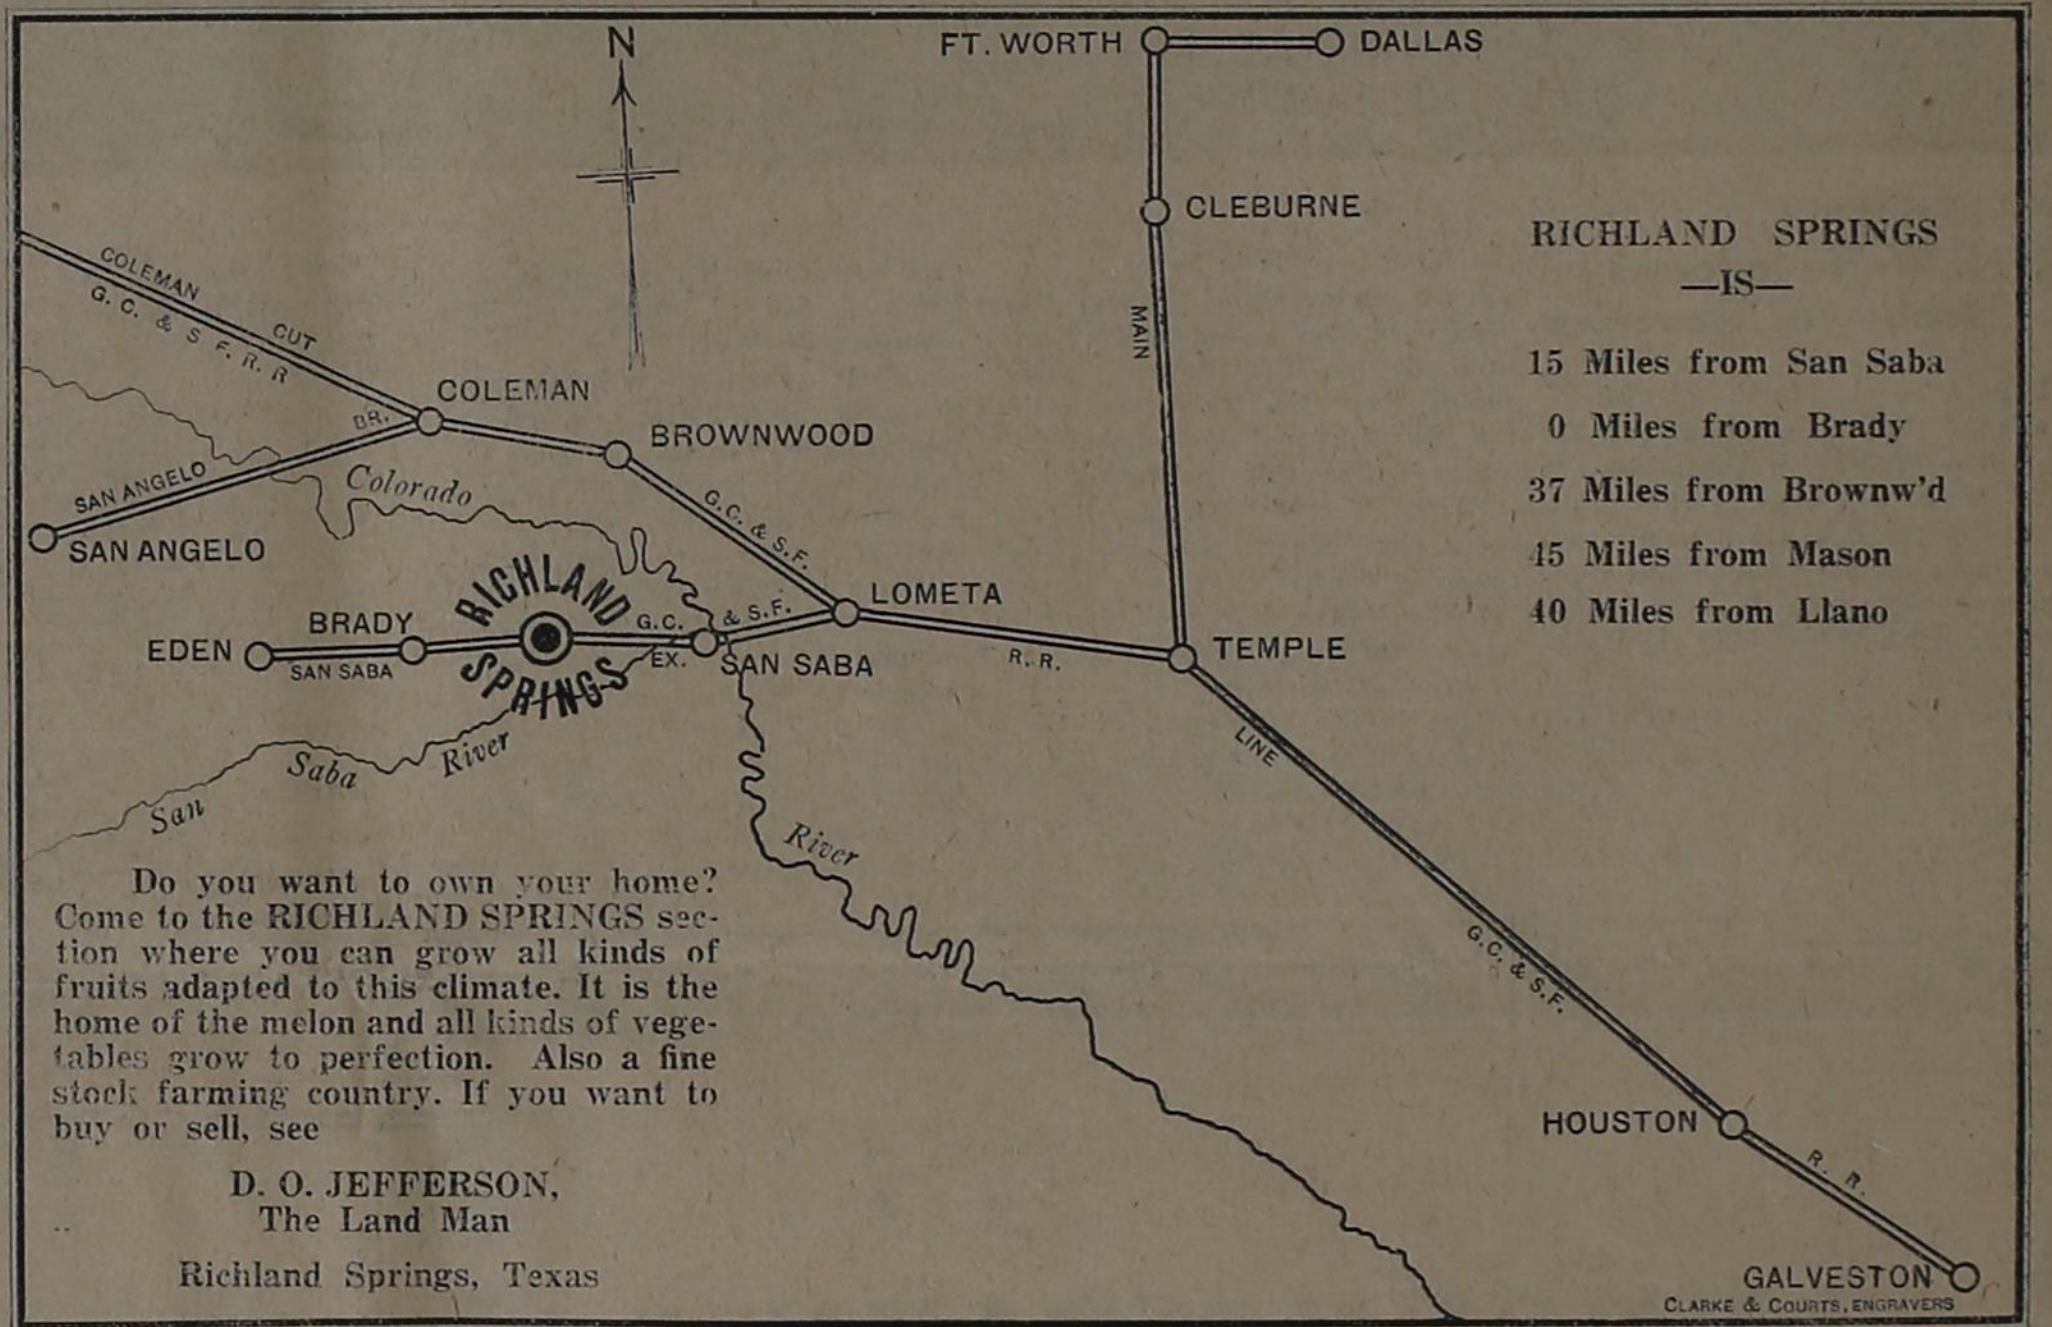 N
FT. WORTH
DALLAS
CLEBURNE
MAIN
COLEMAN CUT
G. C. & S F. R. R
COLEMAN
BR.
SAN ANGELO
SAN ANGELO
BROWNWOOD
Colorado
G.C. & S.F.
RICHLAND
SPRINGS
G.C. & S.F.
LOMETA
BRADY
EDEN
SAN SABA
EX.
SAN SABA
R. R.
TEMPLE
LINE
San Saba River
River
G.C. & S.F.
HOUSTON
R. R.
GALVESTON
CLARKE & COURTS, ENGRAVERS
RICHLAND SPRINGS
—IS—
15 Miles from San Saba
0 Miles from Brady
37 Miles from Brownw'd
45 Miles from Mason
40 Miles from Llano
Do you want to own your home?
Come to the RICHLAND SPRINGS sec-
tion where you can grow all kinds of
fruits adapted to this climate. It is the
home of the melon and all kinds of vege-
tables grow to perfection. Also a fine
stock farming country. If you want to
buy or sell, see
D. O. JEFFERSON,
The Land Man
Richland Springs, Texas